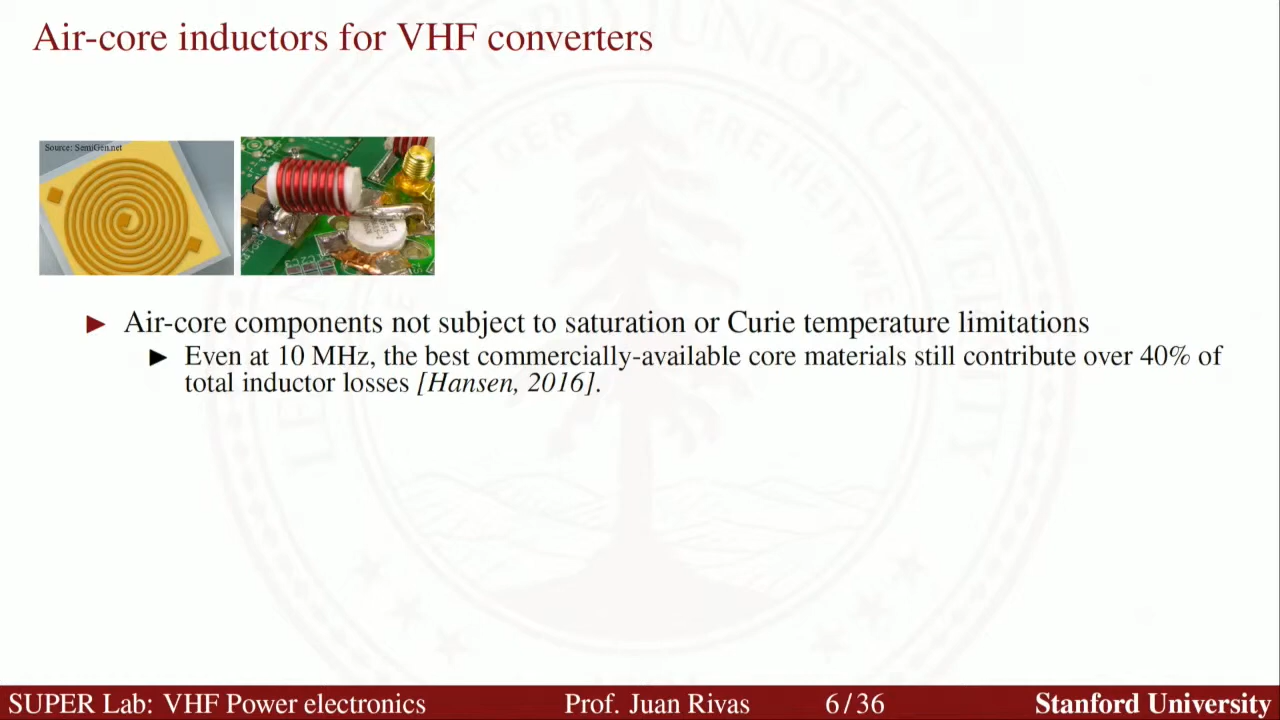 Air-core inductors for VHF converters
Source: SemiGen.net
Air-core components not subject to saturation or Curie temperature limitations
Even at 10 MHz, the best commercially-available core materials still contribute over 40% of
total inductor losses [Hansen, 2016].
SUPER Lab: VHF Power electronics Prof. Juan Rivas 6 / 36 Stanford University